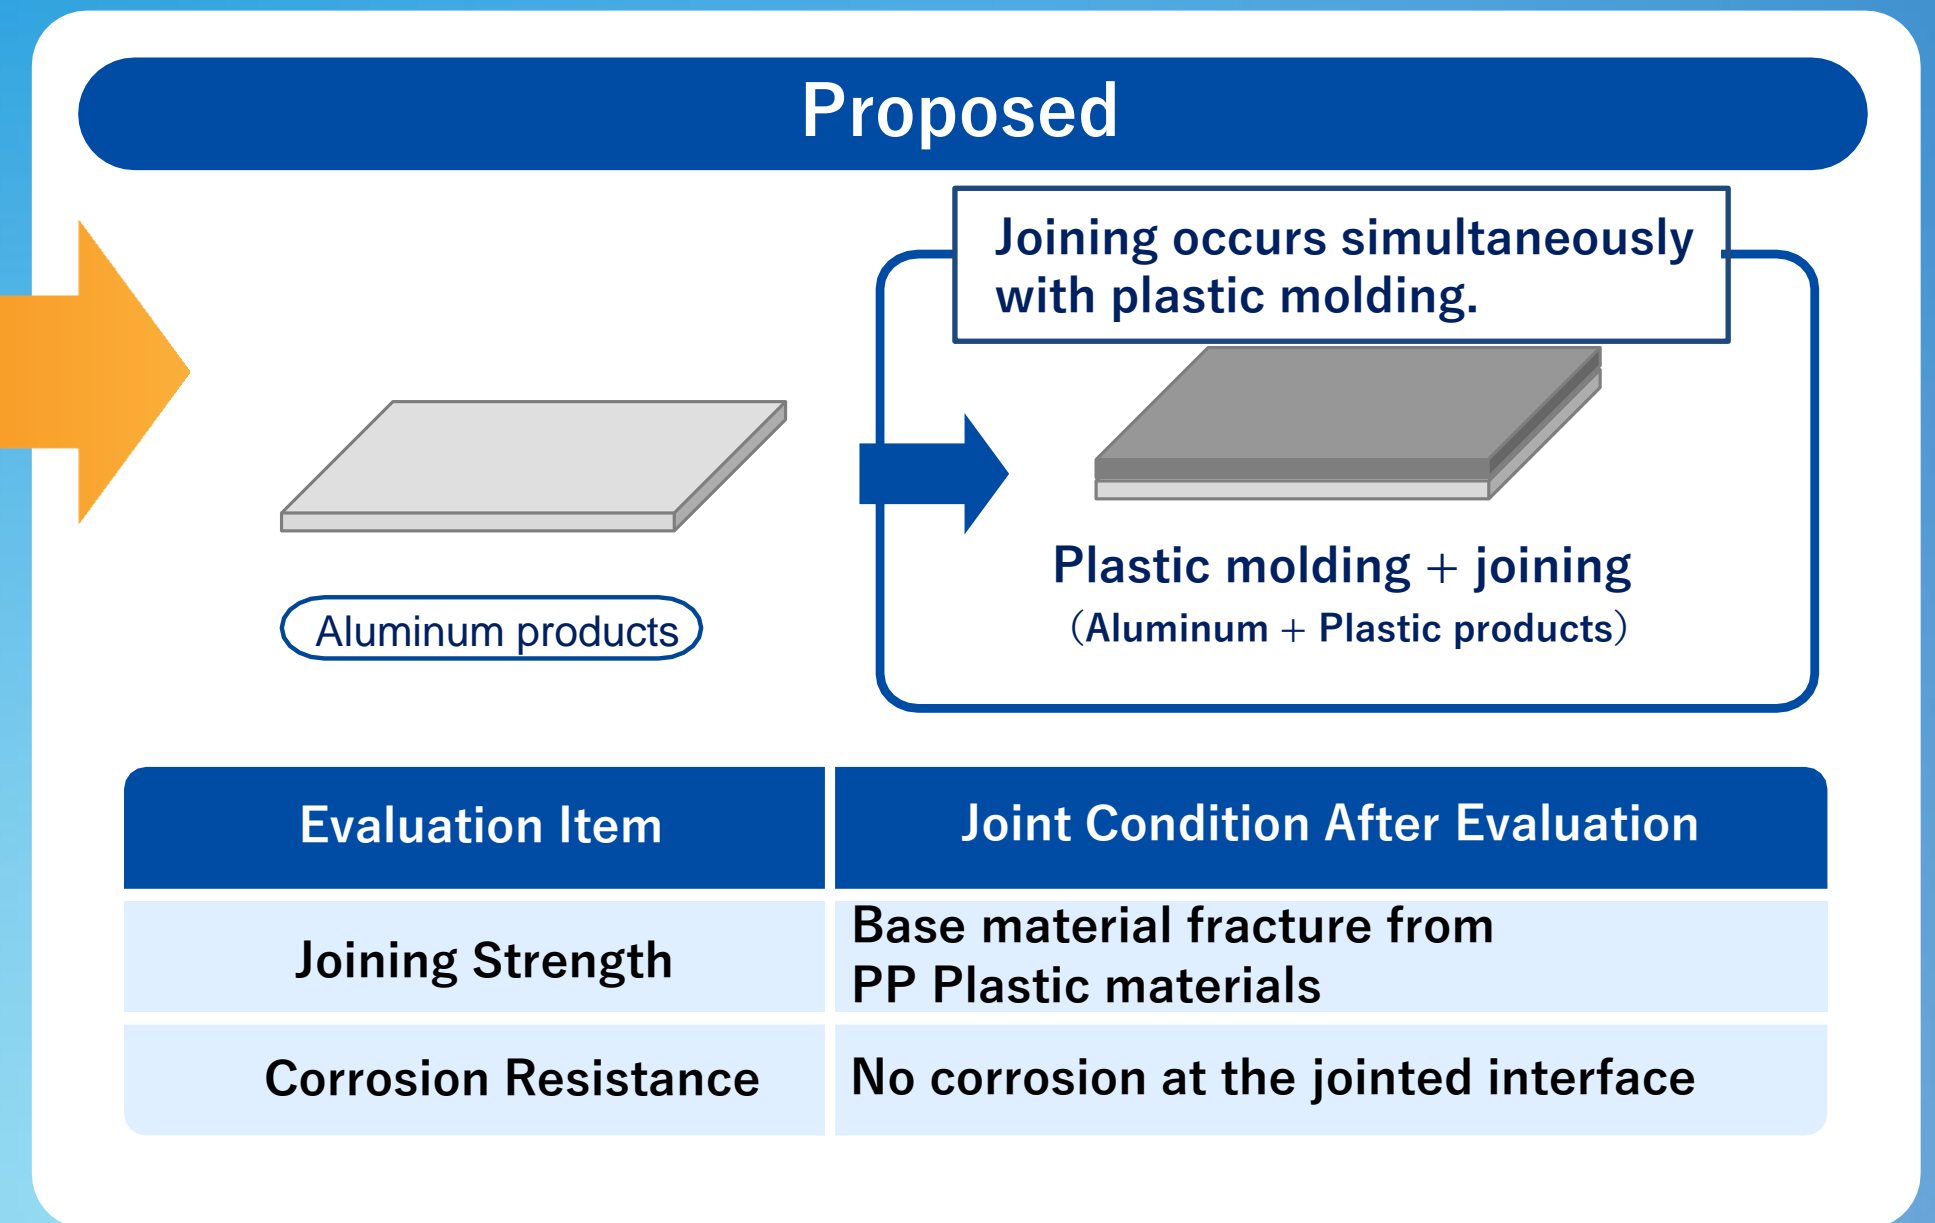 Proposed
Joining occurs simultaneously
with plastic molding.
Aluminum products
Plastic molding + joining
（Aluminum + Plastic products）
Evaluation Item
Joint Condition After Evaluation
Joining Strength
Base material fracture from
PP Plastic materials
Corrosion Resistance
No corrosion at the jointed interface